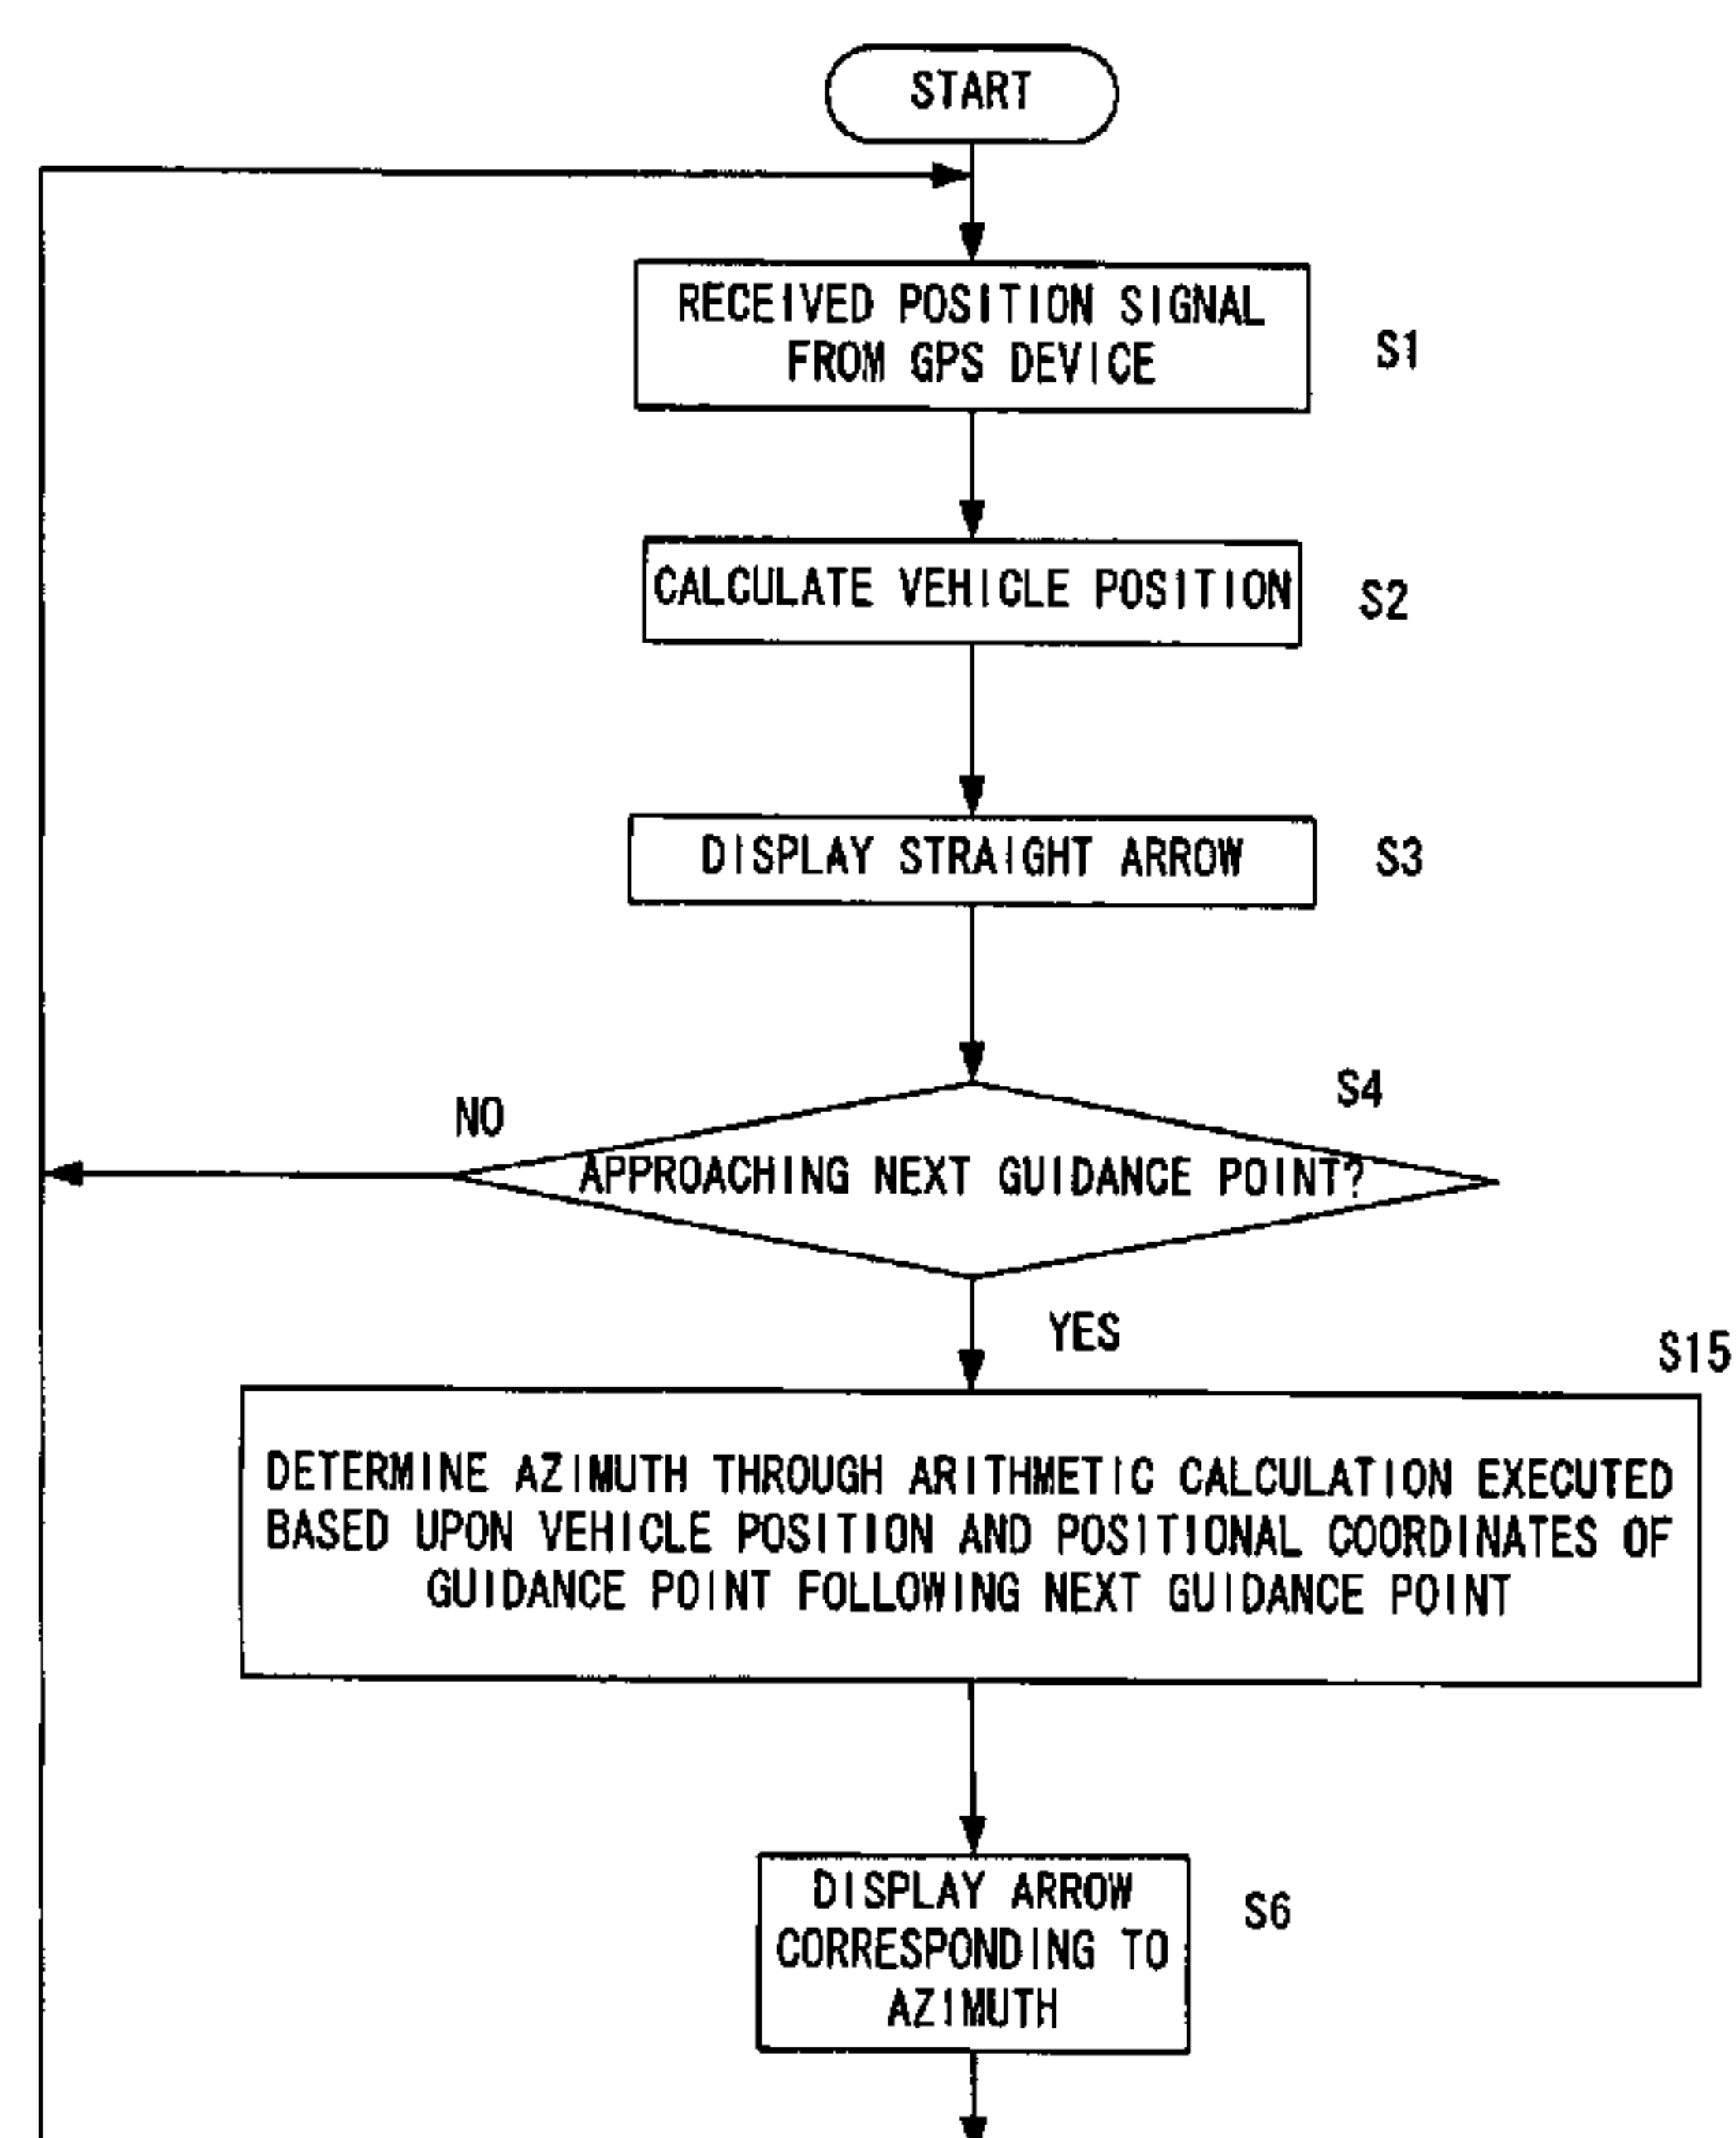 START
RECEIVED POSITION SIGNAL
FROM GPS DEVICE
S1
CALCULATE VEHICLE POSITION
S2
DISPLAY STRAIGHT ARROW
S3
S4
NO
APPROACHING NEXT GUIDANCE POINT?
YES
S15
DETERMINE AZIMUTH THROUGH ARITHMETIC CALCULATION EXECUTED
BASED UPON VEHICLE POSITION AND POSITIONAL COORDINATES OF
GUIDANCE POINT FOLLOWING NEXT GUIDANCE POINT
DISPLAY ARROW
CORRESPONDING TO
AZIMUTH
S6